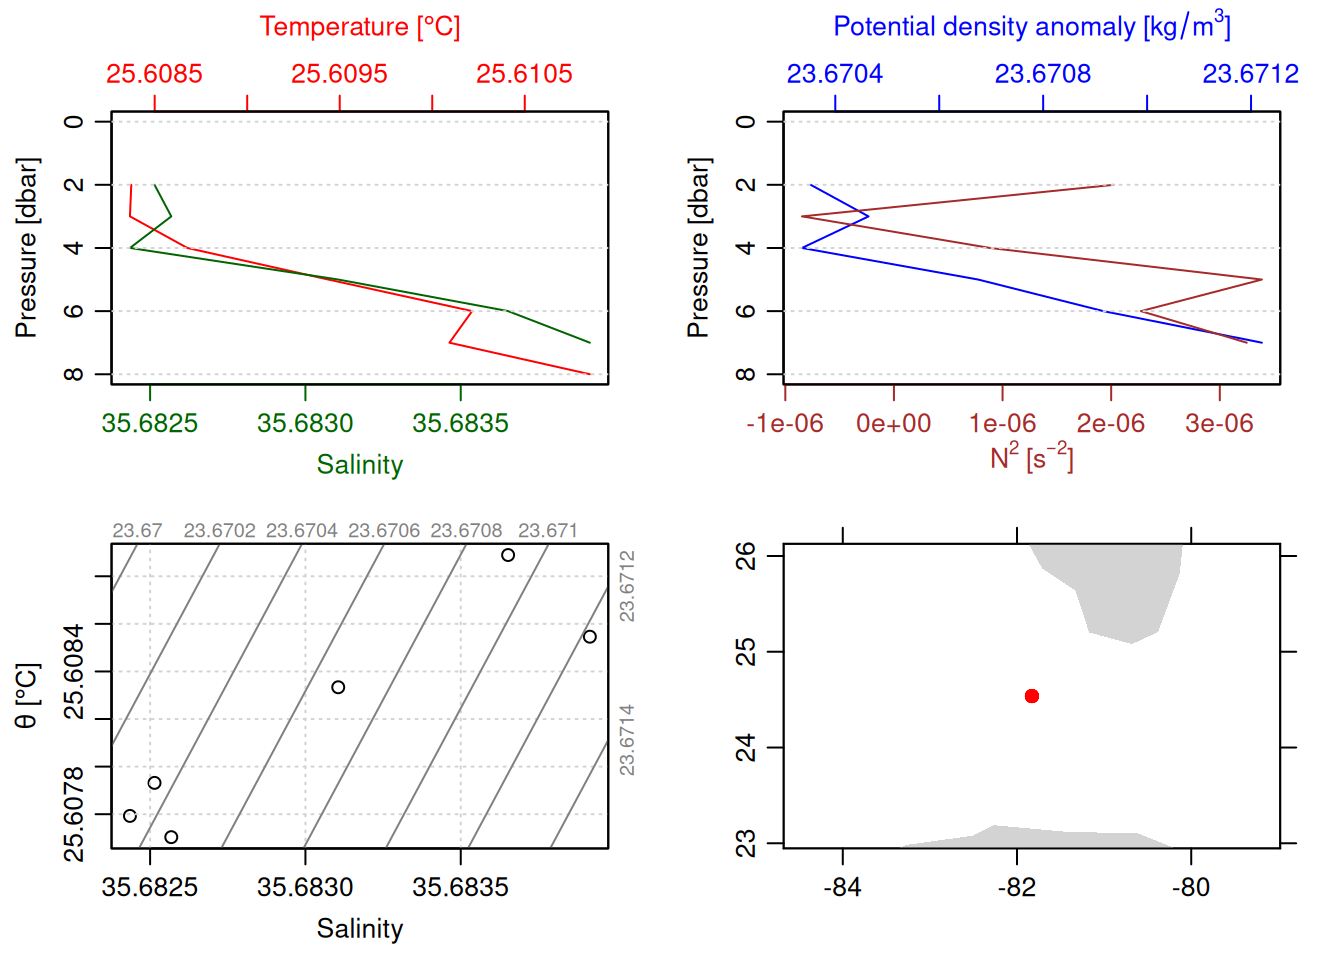 Temperature [°C]
25.6085 25.6095 25.6105
0
2
4
6
8
Pressure [dbar]
35.6825 35.6830 35.6835
Salinity
Potential density anomaly [kg/m³]
23.6704 23.6708 23.6712
0
2
4
6
8
Pressure [dbar]
-1e-06 0e+00 1e-06 2e-06 3e-06
N² [s⁻²]
23.67 23.6702 23.6704 23.6706 23.6708 23.671
23.6712
23.6714
25.6084
25.6078
θ [°C]
35.6825 35.6830 35.6835
Salinity
26
25
24
23
-84 -82 -80